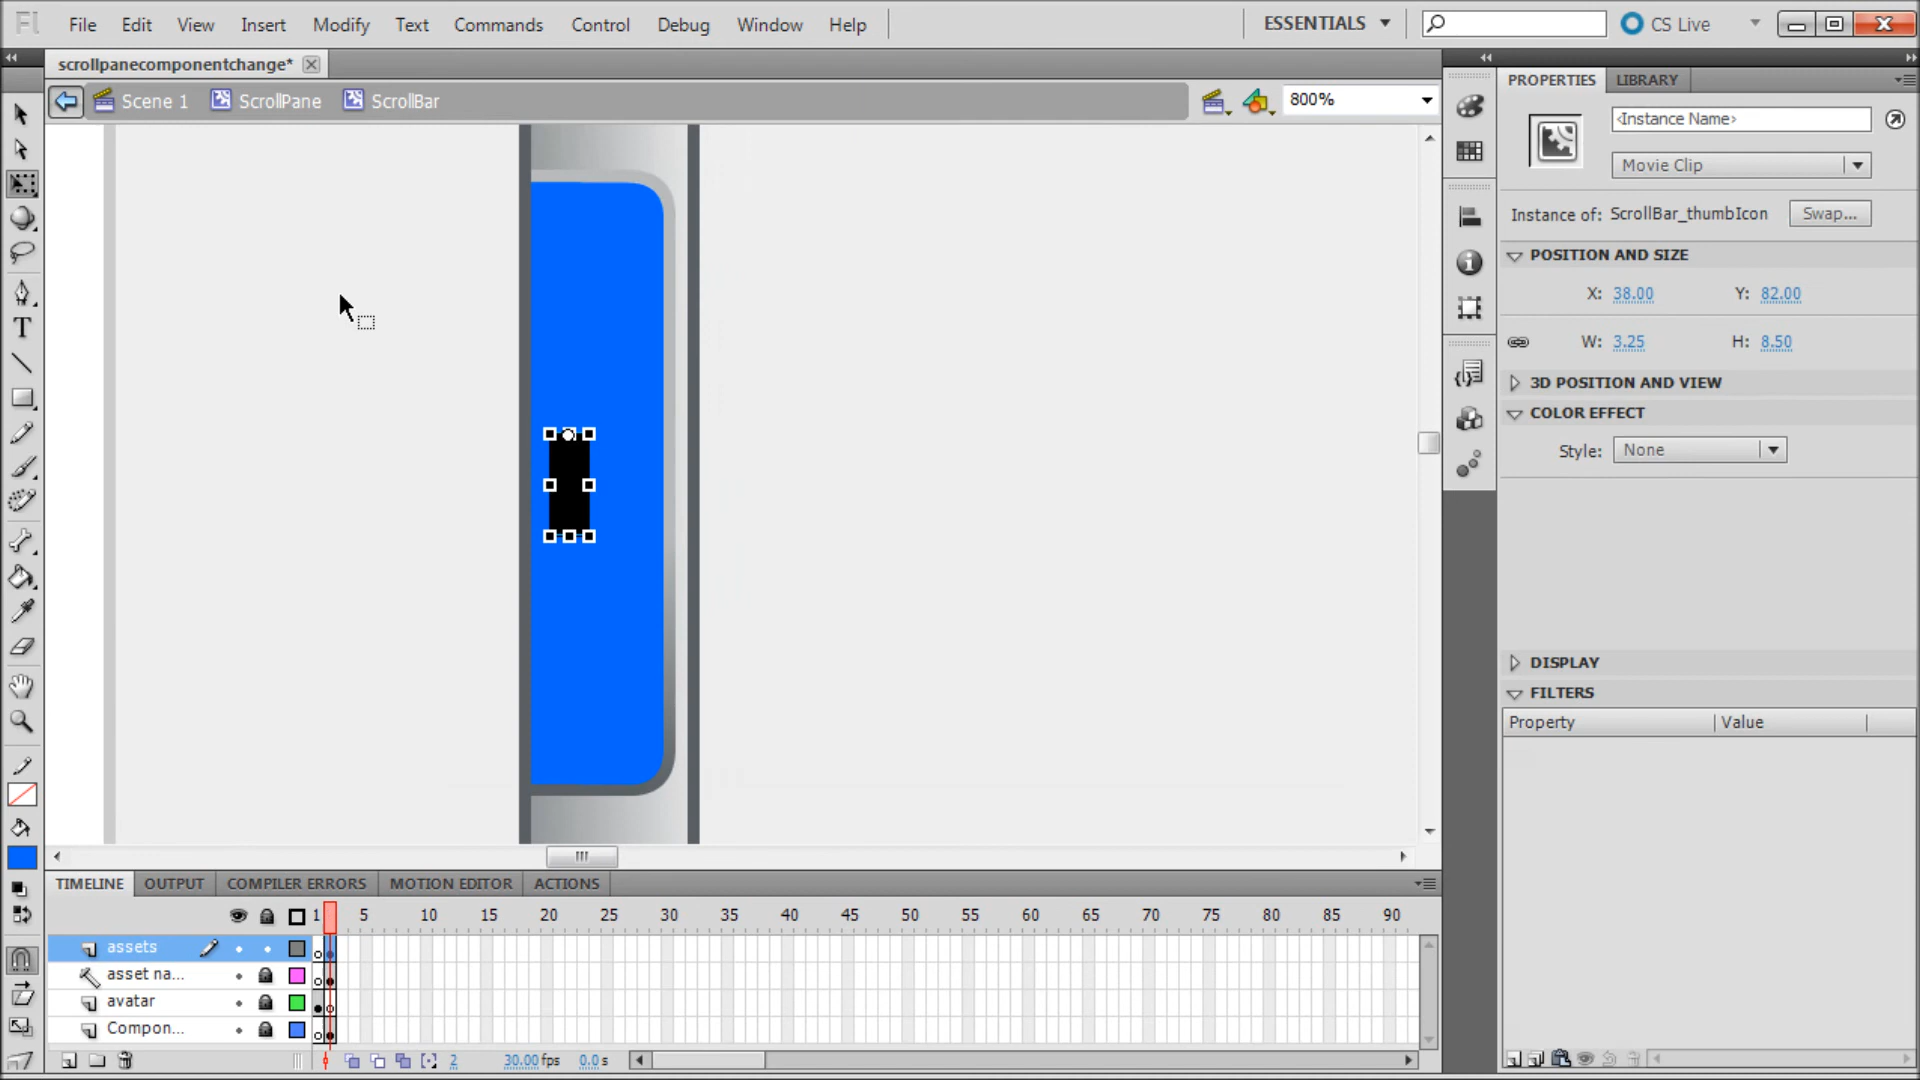 Fl File Edit View Insert Modify Text Commands Control Debug Window Help ESSENTIALS CS Live
scrollpanecomponentchange*
Scene 1 ScrollPane ScrollBar 800%
PROPERTIES LIBRARY
<Instance Name>
Movie Clip
Instance of: ScrollBar_thumbIcon Swap...
POSITION AND SIZE
X: 38.00 Y: 82.00
W: 3.25 H: 8.50
3D POSITION AND VIEW
COLOR EFFECT
Style: None
DISPLAY
FILTERS
Property Value
TIMELINE OUTPUT COMPILER ERRORS MOTION EDITOR ACTIONS
1 5 10 15 20 25 30 35 40 45 50 55 60 65 70 75 80 85 90
assets
asset na...
avatar
Compon...
2 30.00 fps 0.0 s